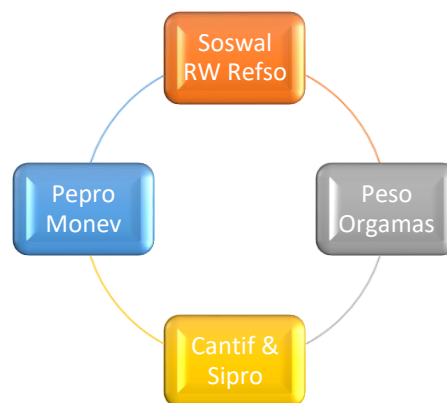 Soswal
RW Refso
Peso
Orgamas
Cantif &
Sipro
Pepro
Monev